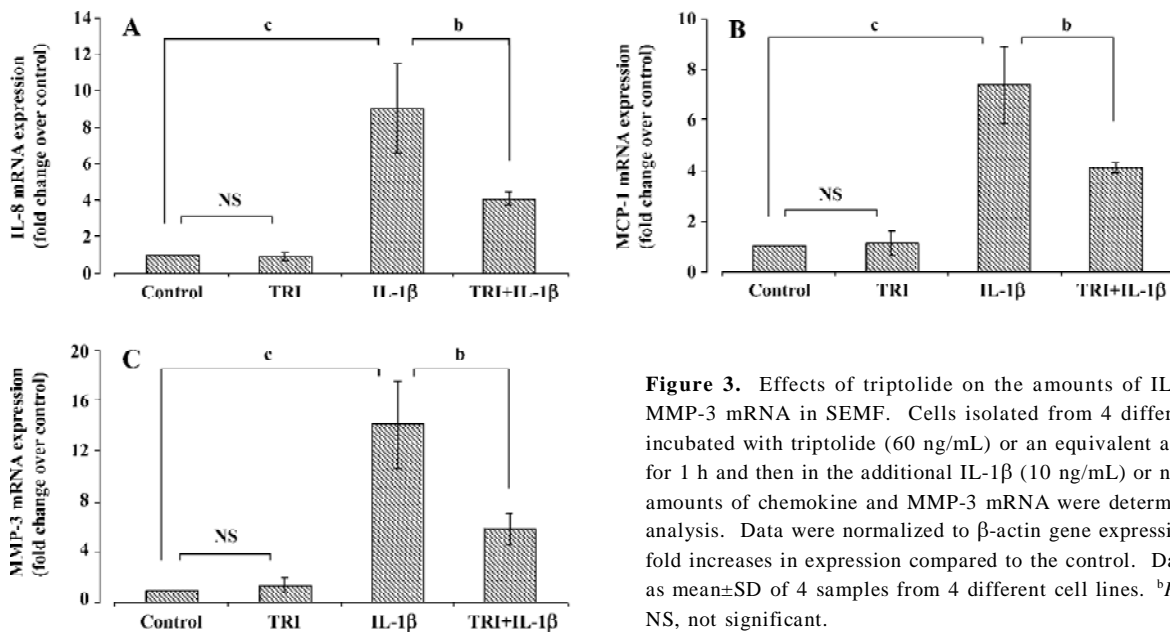 A
IL-8 mRNA expression
(fold change over control)
14
12
10
8
6
4
2
0
c
b
NS
Control TRI IL-1β TRI+IL-1β
B
MCP-1 mRNA expression
(fold change over control)
10
8
6
4
2
0
c
b
NS
Control TRI IL-1β TRI+IL-1β
C
MMP-3 mRNA expression
(fold change over control)
20
16
12
8
4
0
c
b
NS
Control TRI IL-1β TRI+IL-1β
Figure 3. Effects of triptolide on the amounts of IL
MMP-3 mRNA in SEMF. Cells isolated from 4 differ
incubated with triptolide (60 ng/mL) or an equivalent a
for 1 h and then in the additional IL-1β (10 ng/mL) or n
amounts of chemokine and MMP-3 mRNA were determ
analysis. Data were normalized to β-actin gene expressi
fold increases in expression compared to the control. Da
as mean±SD of 4 samples from 4 different cell lines. ᵇP
NS, not significant.